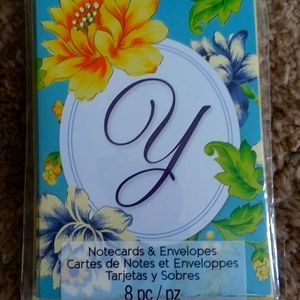 Y
Notecards & Envelopes
Cartes de Notes et Enveloppes
Tarjetas y Sobres
8 pc / pz